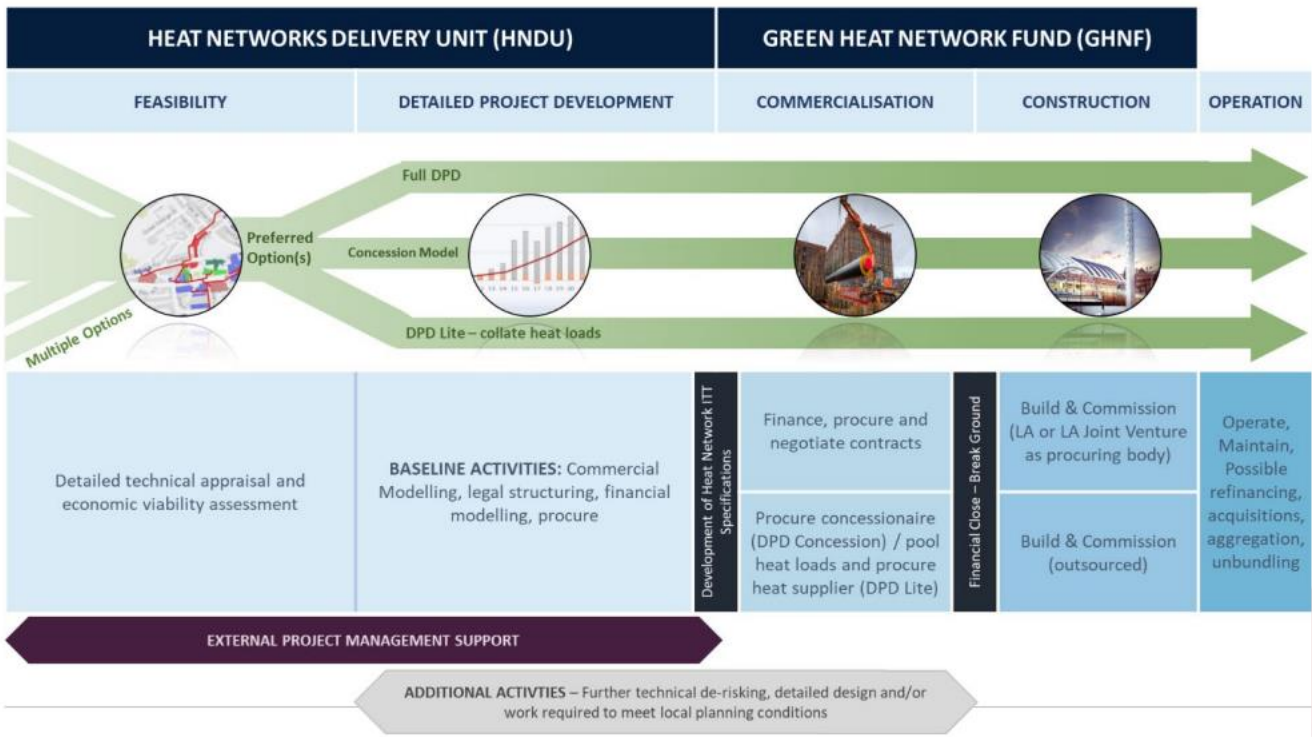 HEAT NETWORKS DELIVERY UNIT (HNDU)
GREEN HEAT NETWORK FUND (GHNF)
FEASIBILITY
DETAILED PROJECT DEVELOPMENT
COMMERCIALISATION
CONSTRUCTION
OPERATION
Full DPD
Preferred
Option(s)
Concession Model
DPD Lite – collate heat loads
Multiple Options
Detailed technical appraisal and
economic viability assessment
BASELINE ACTIVITIES: Commercial
Modelling, legal structuring, financial
modelling, procure
Development of Heat Network ITT
Specifications
Finance, procure and
negotiate contracts
Procure concessionaire
(DPD Concession) / pool
heat loads and procure
heat supplier (DPD Lite)
Financial Close – Break Ground
Build & Commission
(LA or LA Joint Venture
as procuring body)
Build & Commission
(outsourced)
Operate,
Maintain,
Possible
refinancing,
acquisitions,
aggregation,
unbundling
EXTERNAL PROJECT MANAGEMENT SUPPORT
ADDITIONAL ACTIVTIES – Further technical de-risking, detailed design and/or
work required to meet local planning conditions